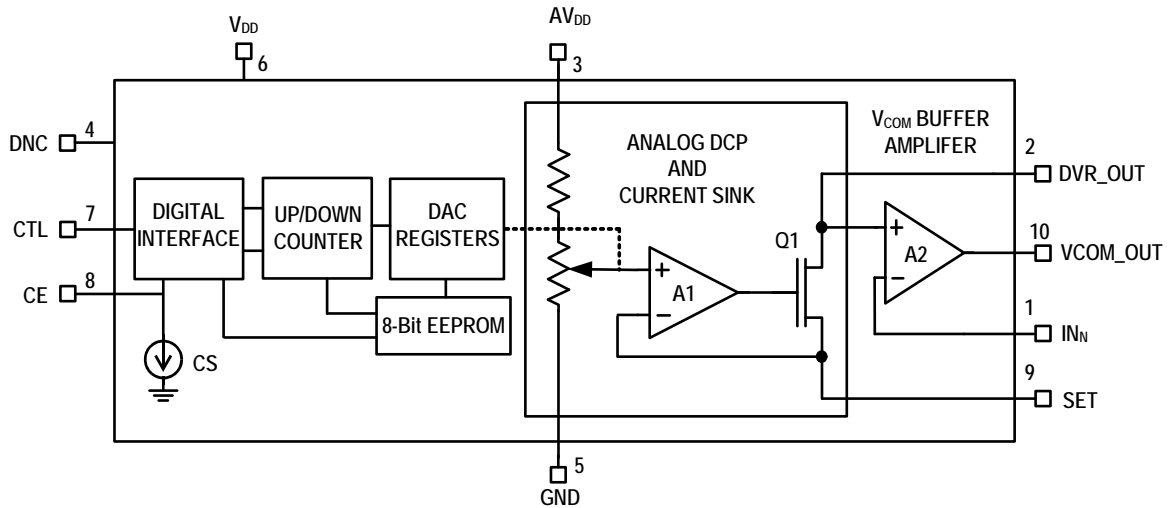 VDD
6
AVDD
3
4
DNC
7
CTL
8
CE
DIGITAL
INTERFACE
UP/DOWN
COUNTER
DAC
REGISTERS
8-Bit EEPROM
CS
ANALOG DCP
AND
CURRENT SINK
+
A1
−
Q1
VCOM BUFFER
AMPLIFER
+
A2
−
2
DVR_OUT
10
VCOM_OUT
1
INN
9
SET
5
GND